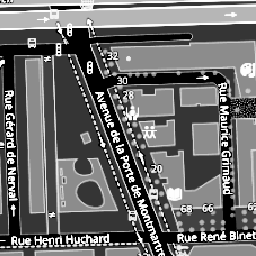 32
30
28
Rue Gérard de Nerval
Avenue de la Porte de Montmartre
Rue Maurice Grimaud
20
68
66
Rue Henri Huchard
Rue René Binet